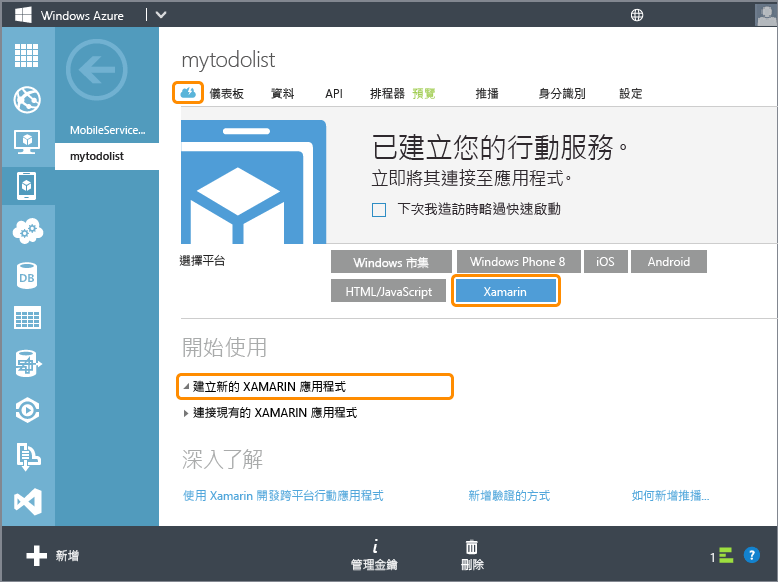 Windows Azure
MobileService...
mytodolist
mytodolist
儀表板 資料 API 排程器 預覽 推播 身分識別 設定
已建立您的行動服務。
立即將其連接至應用程式。
下次我造訪時略過快速啟動
選擇平台
Windows 市集 Windows Phone 8 iOS Android
HTML/JavaScript Xamarin
開始使用
建立新的 XAMARIN 應用程式
連接現有的 XAMARIN 應用程式
深入了解
使用 Xamarin 開發跨平台行動應用程式 新增驗證的方式 如何新增推播...
DB
新增 管理金鑰 刪除 1 ?